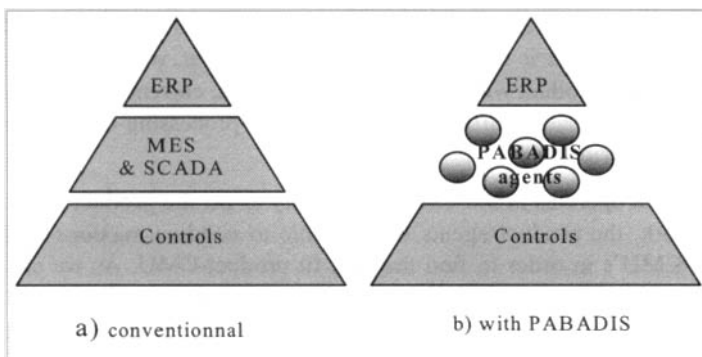 ERP
MES
& SCADA
Controls
a) conventionnal
ERP
PABADIS
agents
Controls
b) with PABADIS